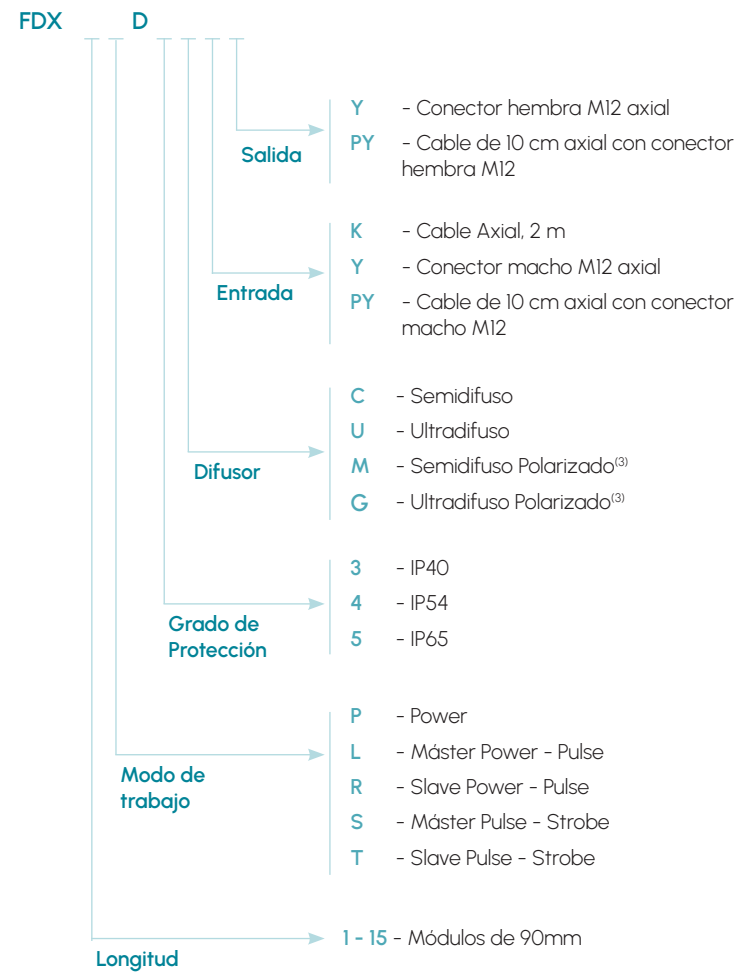 FDX D
Y - Conector hembra M12 axial
PY - Cable de 10 cm axial con conector
hembra M12
Salida
K - Cable Axial, 2 m
Y - Conector macho M12 axial
PY - Cable de 10 cm axial con conector
macho M12
Entrada
C - Semidifuso
U - Ultradifuso
M - Semidifuso Polarizado(3)
G - Ultradifuso Polarizado(3)
Difusor
3 - IP40
4 - IP54
5 - IP65
Grado de
Protección
P - Power
L - Máster Power - Pulse
R - Slave Power - Pulse
S - Máster Pulse - Strobe
T - Slave Pulse - Strobe
Modo de
trabajo
1 - 15 - Módulos de 90mm
Longitud